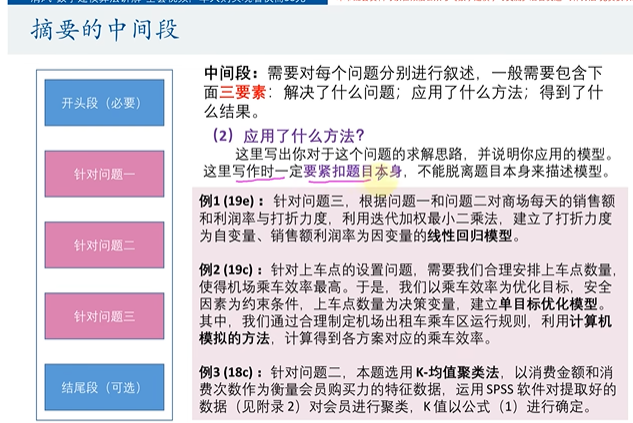 摘要的中间段
开头段（必要）
针对问题一
针对问题二
针对问题三
结尾段（可选）
中间段：需要对每个问题分别进行叙述，一般需要包含下
面三要素：解决了什么问题；应用了什么方法；得到了什
么结果。
（2）应用了什么方法？
这里写出你对于这个问题的求解思路，并说明你应用的模型。
这里写作时一定要紧扣题目本身，不能脱离题目本身来描述模型。
例1 (19e)：针对问题三，根据问题一和问题二对商场每天的销售额
和利润率与打折力度，利用迭代加权最小二乘法，建立了打折力度
为自变量、销售额利润率为因变量的线性回归模型。
例2 (19c)：针对上车点的设置问题，需要我们合理安排上车点数量，
使得机场乘车效率最高。于是，我们以乘车效率为优化目标，安全
因素为约束条件，上车点数量为决策变量，建立单目标优化模型。
其中，我们通过合理制定机场出租车乘车区运行规则，利用计算机
模拟的方法，计算得到各方案对应的乘车效率。
例3 (18c)：针对问题二，本题选用K-均值聚类法，以消费金额和消
费次数作为衡量会员购买力的特征数据，运用SPSS 软件对提取好的
数据（见附录 2）对会员进行聚类，K 值以公式（1）进行确定。